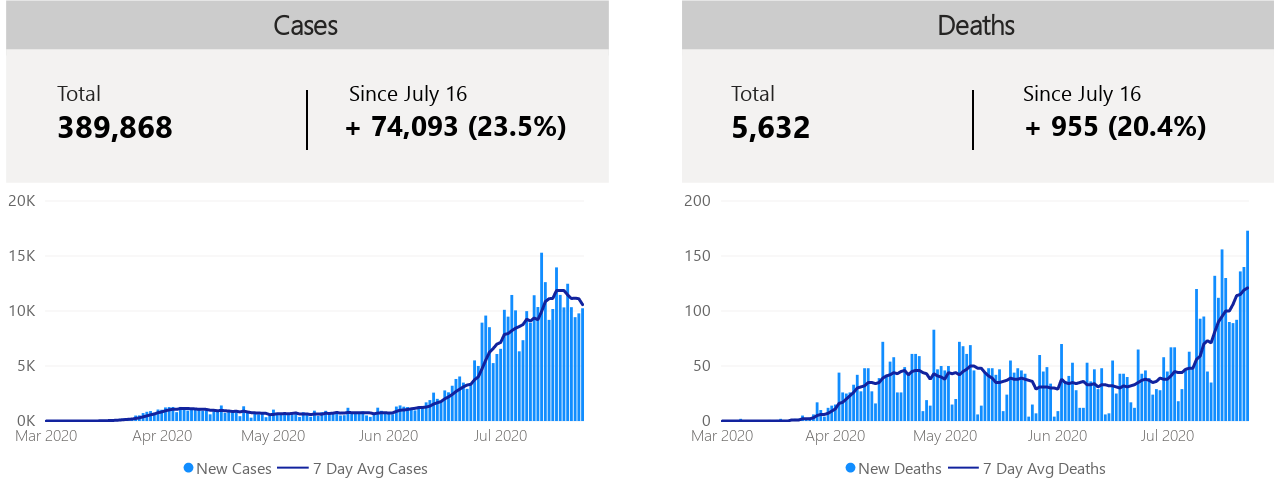 Cases
Total
389,868
Since July 16
+ 74,093 (23.5%)
20K
15K
10K
5K
0K
Mar 2020 Apr 2020 May 2020 Jun 2020 Jul 2020
New Cases 7 Day Avg Cases
Deaths
Total
5,632
Since July 16
+ 955 (20.4%)
200
150
100
50
0
Mar 2020 Apr 2020 May 2020 Jun 2020 Jul 2020
New Deaths 7 Day Avg Deaths